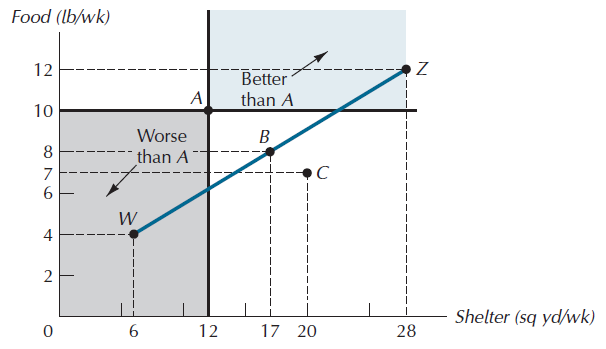 Food (lb/wk)
12
Z
Better
than A
A
10
Worse
than A
B
8
7
C
6
W
4
2
0
6
12
17
20
28
Shelter (sq yd/wk)